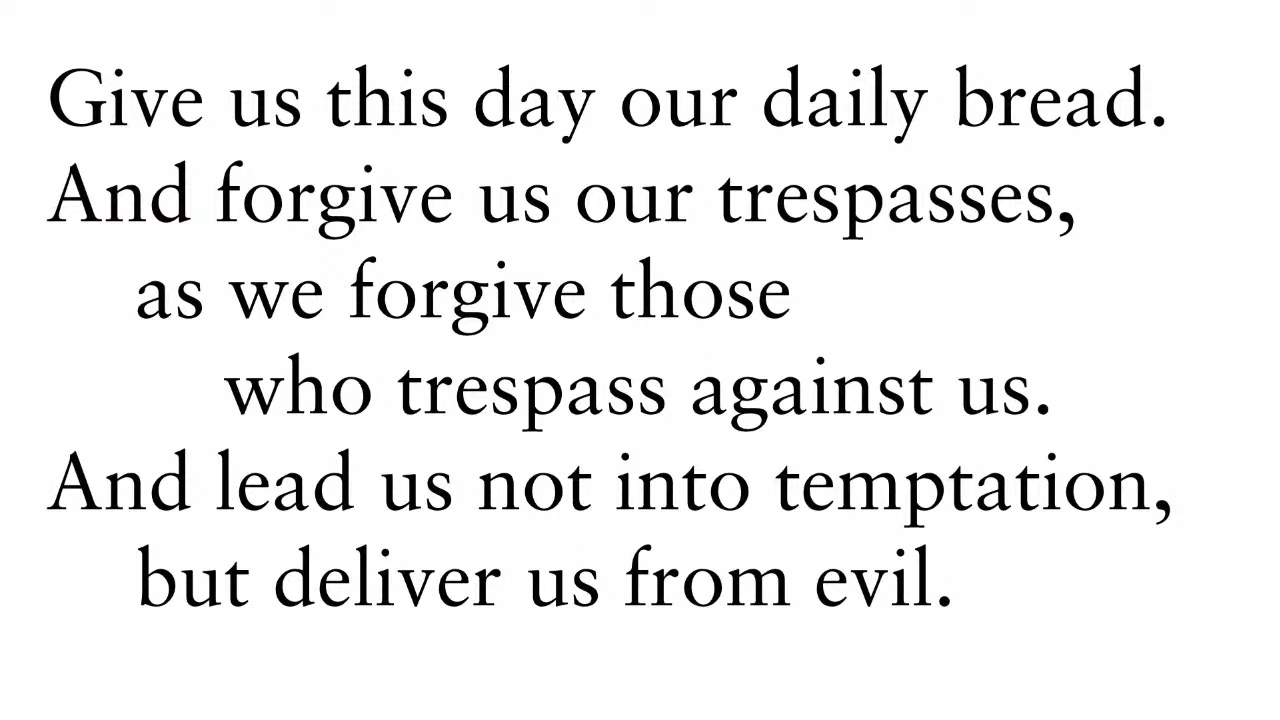 Give us this day our daily bread.
And forgive us our trespasses,
as we forgive those
who trespass against us.
And lead us not into temptation,
but deliver us from evil.